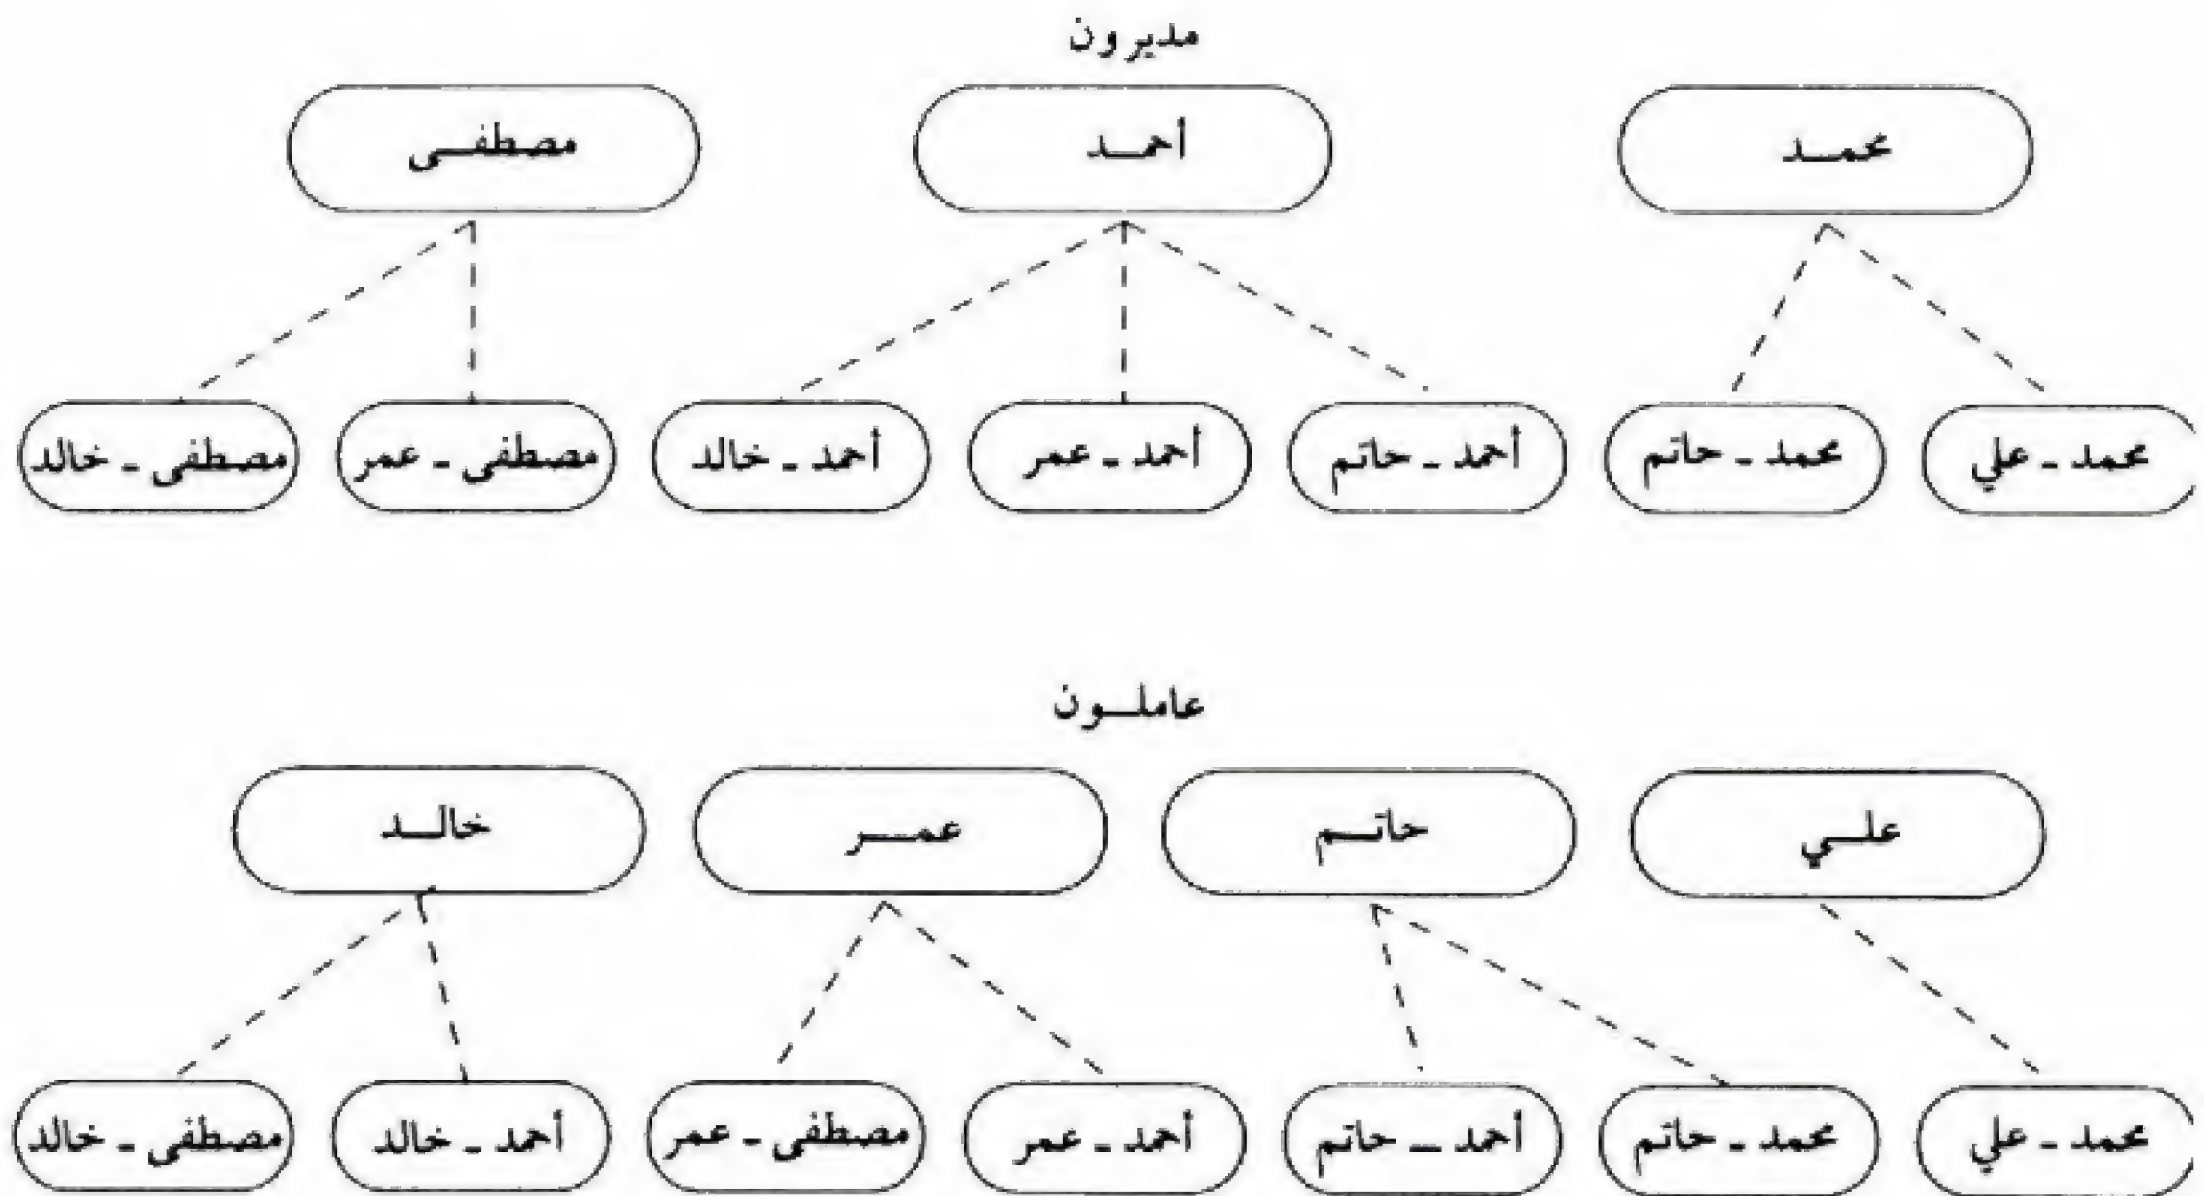 مديرون
محمد أحمد مصطفى
محمد - علي محمد - حاتم أحمد - حاتم أحمد - عمر أحمد - خالد مصطفى - عمر مصطفى - خالد
عاملون
علي حاتم عمر خالد
محمد - علي محمد - حاتم أحمد - حاتم أحمد - عمر مصطفى - عمر أحمد - خالد مصطفى - خالد